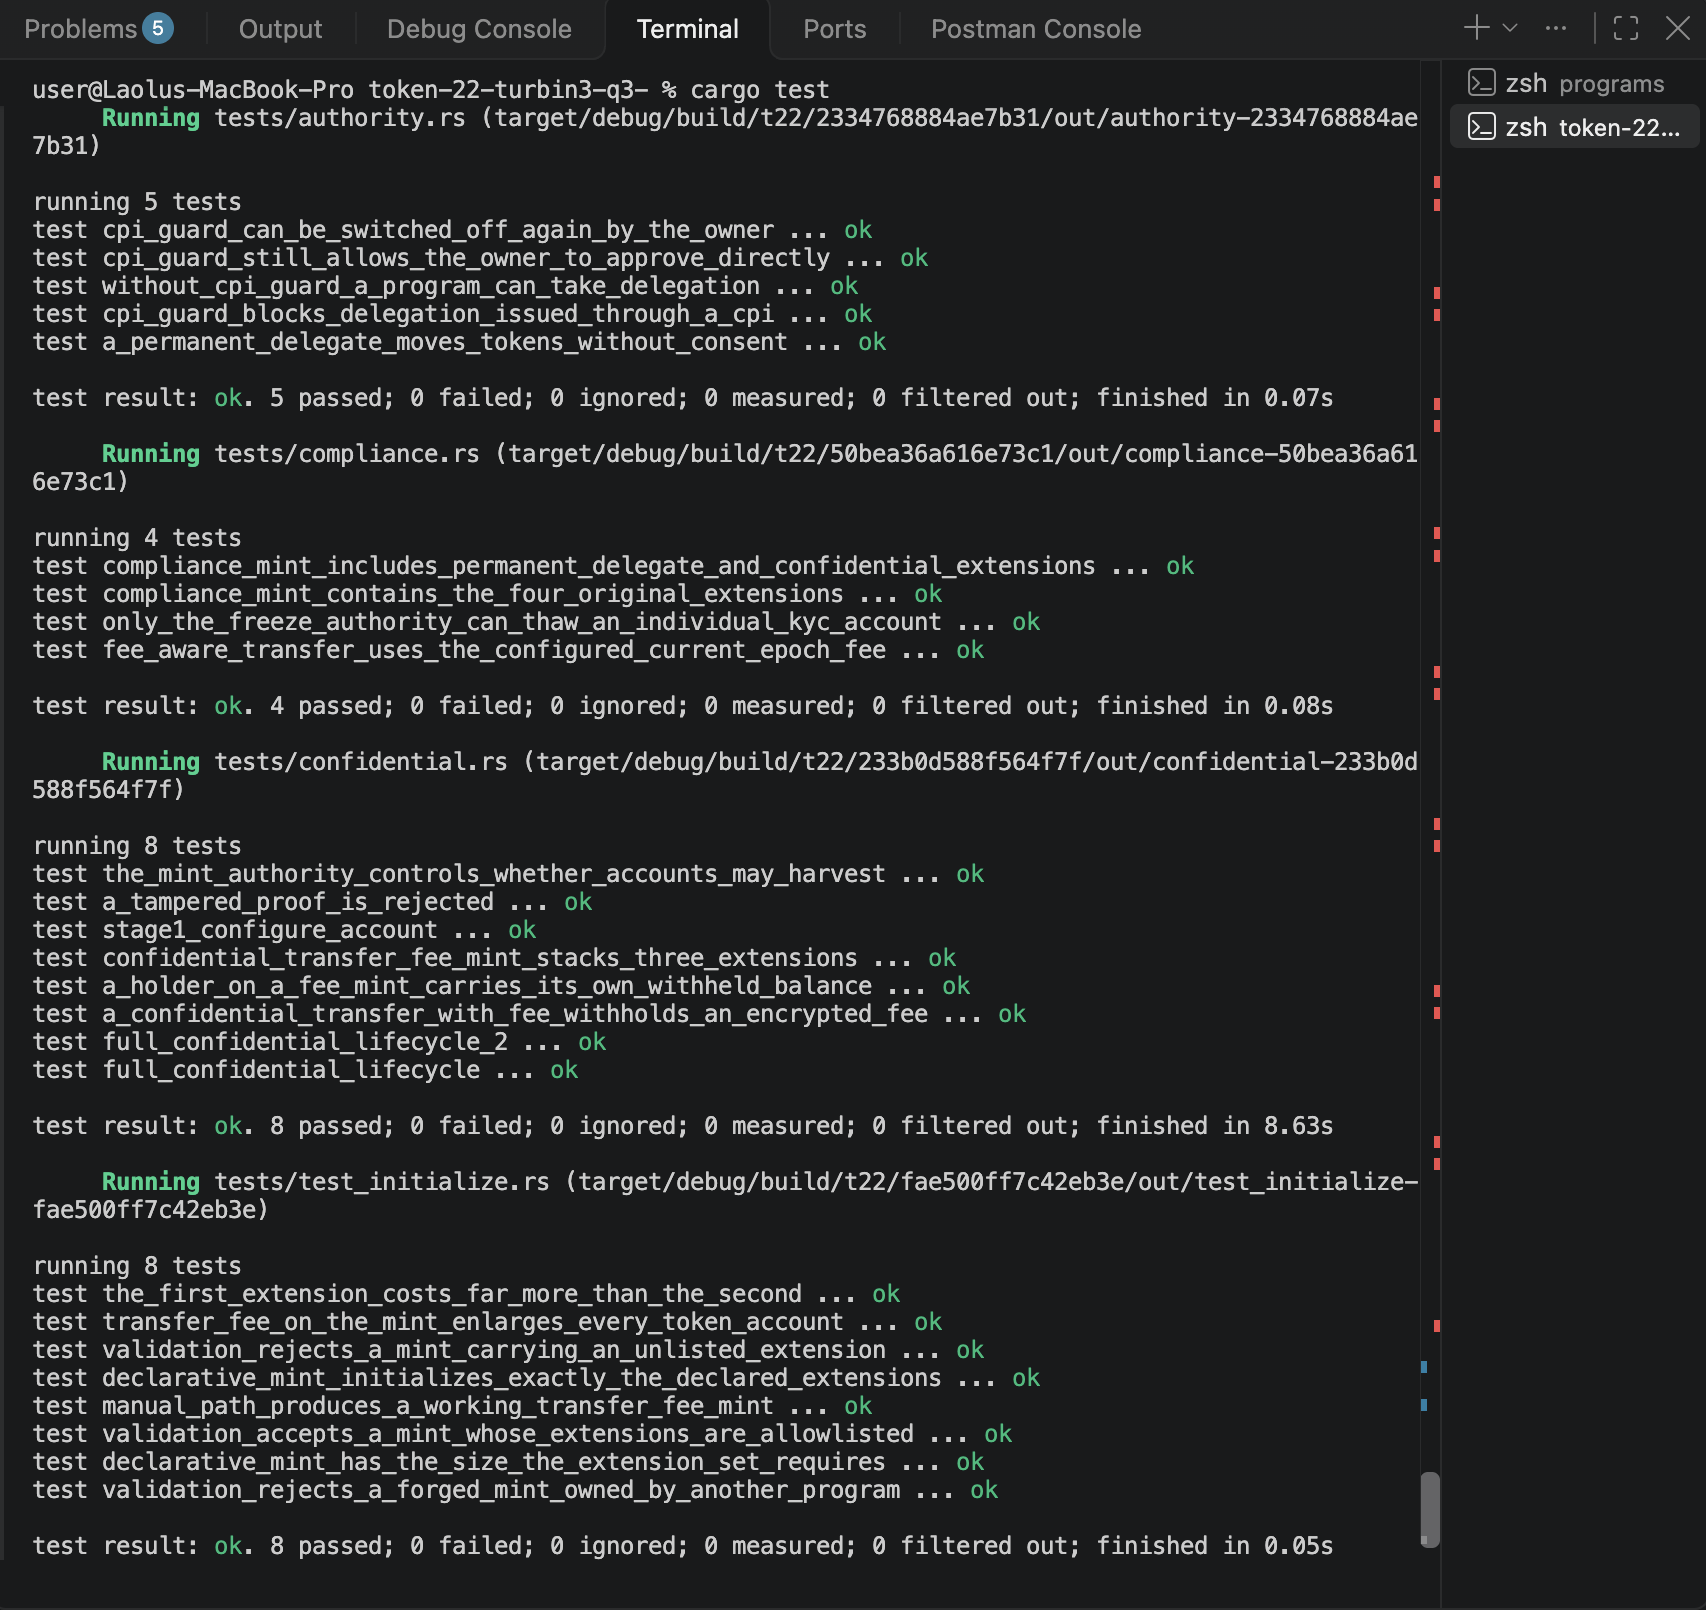 Problems 5 Output Debug Console Terminal Ports Postman Console
user@Laolus-MacBook-Pro token-22-turbin3-q3- % cargo test
Running tests/authority.rs (target/debug/build/t22/2334768884ae7b31/out/authority-2334768884ae
7b31)
running 5 tests
test cpi_guard_can_be_switched_off_again_by_the_owner ... ok
test cpi_guard_still_allows_the_owner_to_approve_directly ... ok
test without_cpi_guard_a_program_can_take_delegation ... ok
test cpi_guard_blocks_delegation_issued_through_a_cpi ... ok
test a_permanent_delegate_moves_tokens_without_consent ... ok
test result: ok. 5 passed; 0 failed; 0 ignored; 0 measured; 0 filtered out; finished in 0.07s
Running tests/compliance.rs (target/debug/build/t22/50bea36a616e73c1/out/compliance-50bea36a61
6e73c1)
running 4 tests
test compliance_mint_includes_permanent_delegate_and_confidential_extensions ... ok
test compliance_mint_contains_the_four_original_extensions ... ok
test only_the_freeze_authority_can_thaw_an_individual_kyc_account ... ok
test fee_aware_transfer_uses_the_configured_current_epoch_fee ... ok
test result: ok. 4 passed; 0 failed; 0 ignored; 0 measured; 0 filtered out; finished in 0.08s
Running tests/confidential.rs (target/debug/build/t22/233b0d588f564f7f/out/confidential-233b0d
588f564f7f)
running 8 tests
test the_mint_authority_controls_whether_accounts_may_harvest ... ok
test a_tampered_proof_is_rejected ... ok
test stage1_configure_account ... ok
test confidential_transfer_fee_mint_stacks_three_extensions ... ok
test a_holder_on_a_fee_mint_carries_its_own_withheld_balance ... ok
test a_confidential_transfer_with_fee_withholds_an_encrypted_fee ... ok
test full_confidential_lifecycle_2 ... ok
test full_confidential_lifecycle ... ok
test result: ok. 8 passed; 0 failed; 0 ignored; 0 measured; 0 filtered out; finished in 8.63s
Running tests/test_initialize.rs (target/debug/build/t22/fae500ff7c42eb3e/out/test_initialize-
fae500ff7c42eb3e)
running 8 tests
test the_first_extension_costs_far_more_than_the_second ... ok
test transfer_fee_on_the_mint_enlarges_every_token_account ... ok
test validation_rejects_a_mint_carrying_an_unlisted_extension ... ok
test declarative_mint_initializes_exactly_the_declared_extensions ... ok
test manual_path_produces_a_working_transfer_fee_mint ... ok
test validation_accepts_a_mint_whose_extensions_are_allowlisted ... ok
test declarative_mint_has_the_size_the_extension_set_requires ... ok
test validation_rejects_a_forged_mint_owned_by_another_program ... ok
test result: ok. 8 passed; 0 failed; 0 ignored; 0 measured; 0 filtered out; finished in 0.05s
zsh programs
zsh token-22...